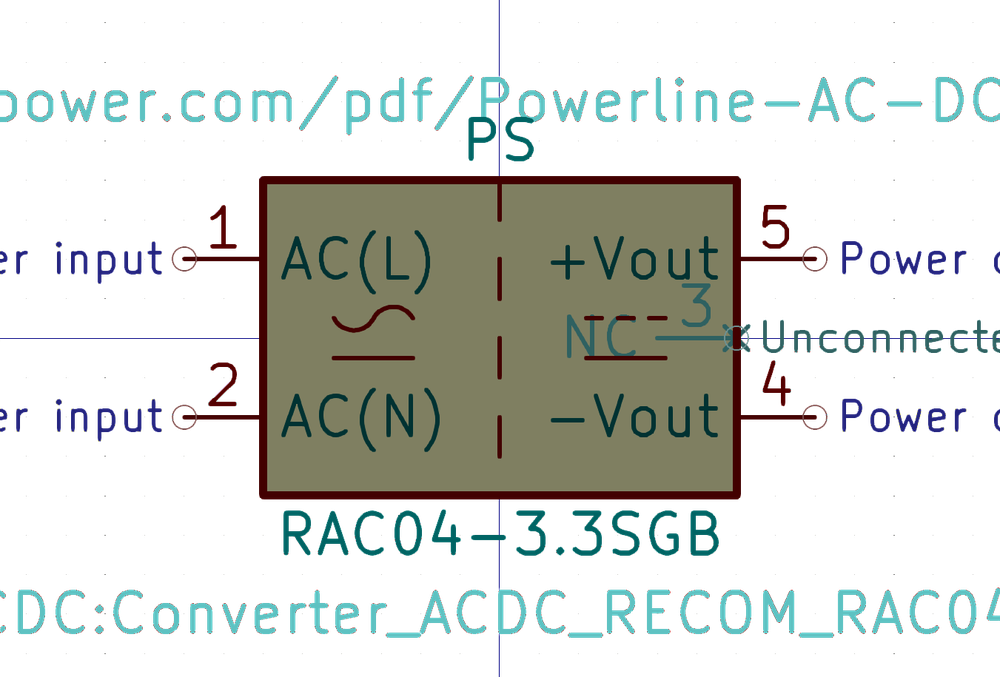 power.com/pdf/Powerline-AC-DC
PS
1 5
er input AC(L) +Vout Power o
3
NC Unconnecte
2 4
er input AC(N) -Vout Power o
RAC04-3.3SGB
CDC:Converter_ACDC_RECOM_RAC04